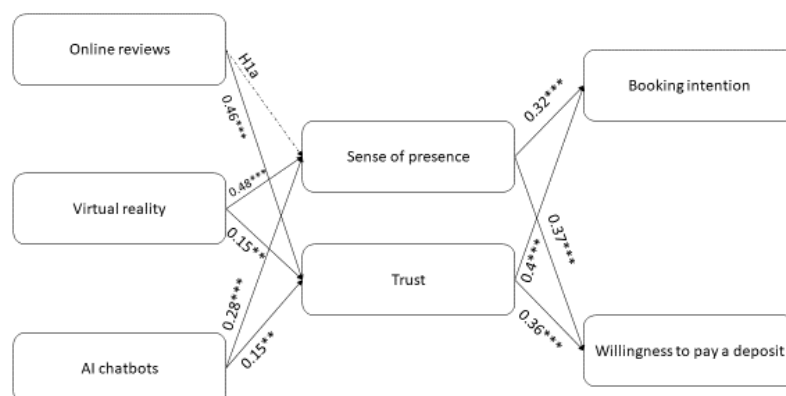 Online reviews
H1a
0.46***
Booking intention
0.32***
Sense of presence
0.48***
Virtual reality
0.15**
0.37***
0.4***
Trust
0.28***
0.36***
0.15**
Willingness to pay a deposit
AI chatbots